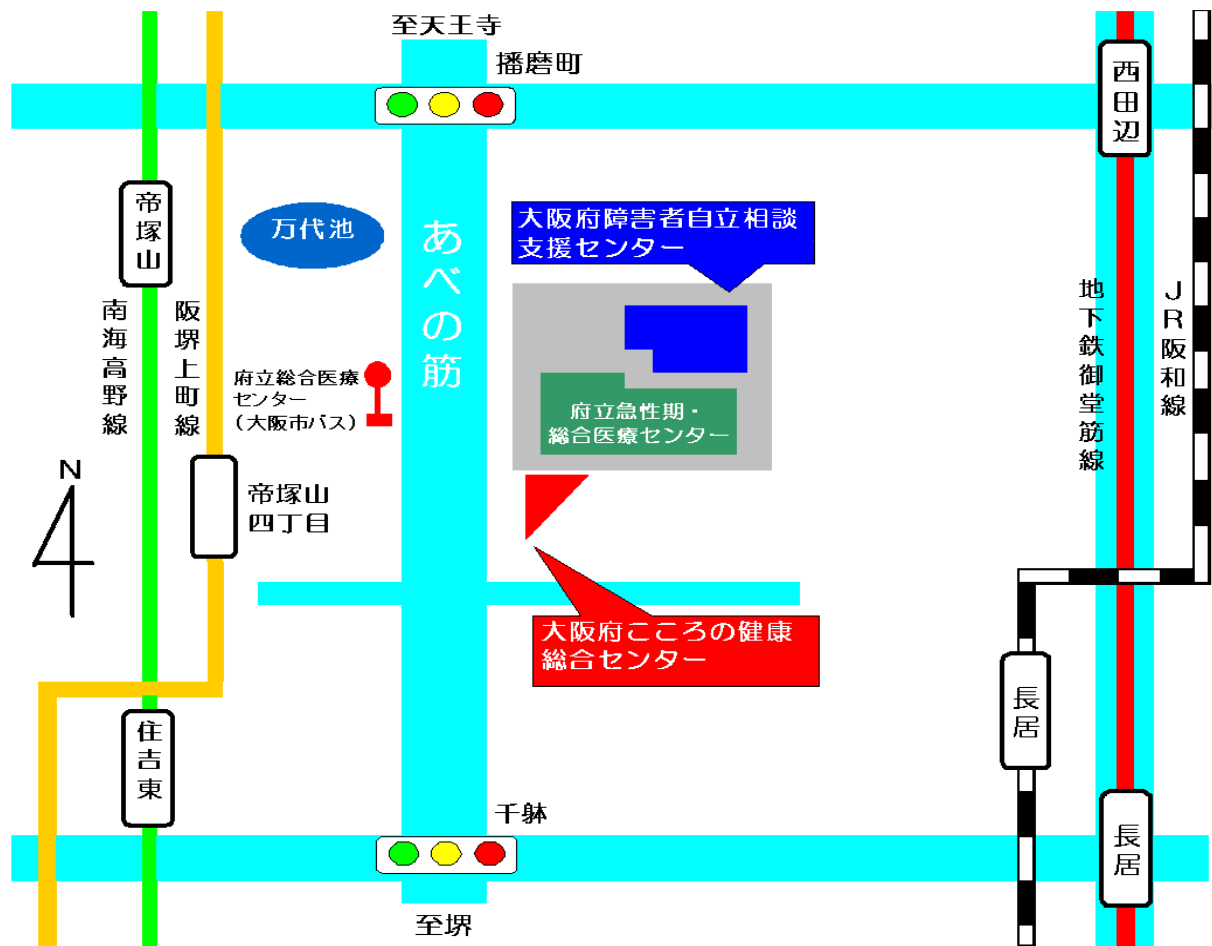 至天王寺
播磨町
西田辺
帝塚山
万代池
あべの筋
大阪府障害者自立相談
支援センター
南海高野線
阪堺上町線
地下鉄御堂筋線
JR阪和線
府立総合医療
センター
(大阪市バス)
府立急性期・
総合医療センター
N
帝塚山
四丁目
大阪府こころの健康
総合センター
長居
住吉東
千躰
長居
至堺